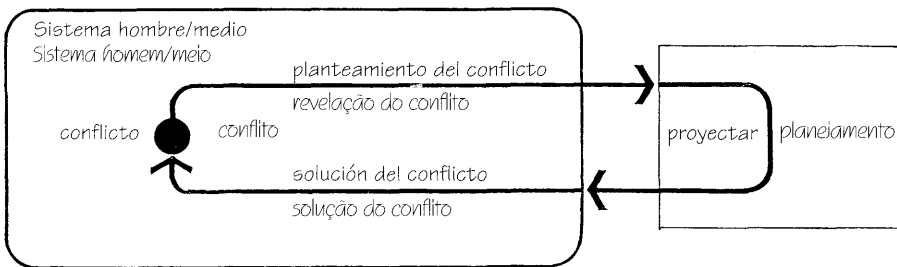 Sistema hombre/medio
Sistema homem/meio
planteamiento del conflicto
revelação do conflito
conflicto
conflito
proyectar
planejamento
solución del conflicto
solução do conflito